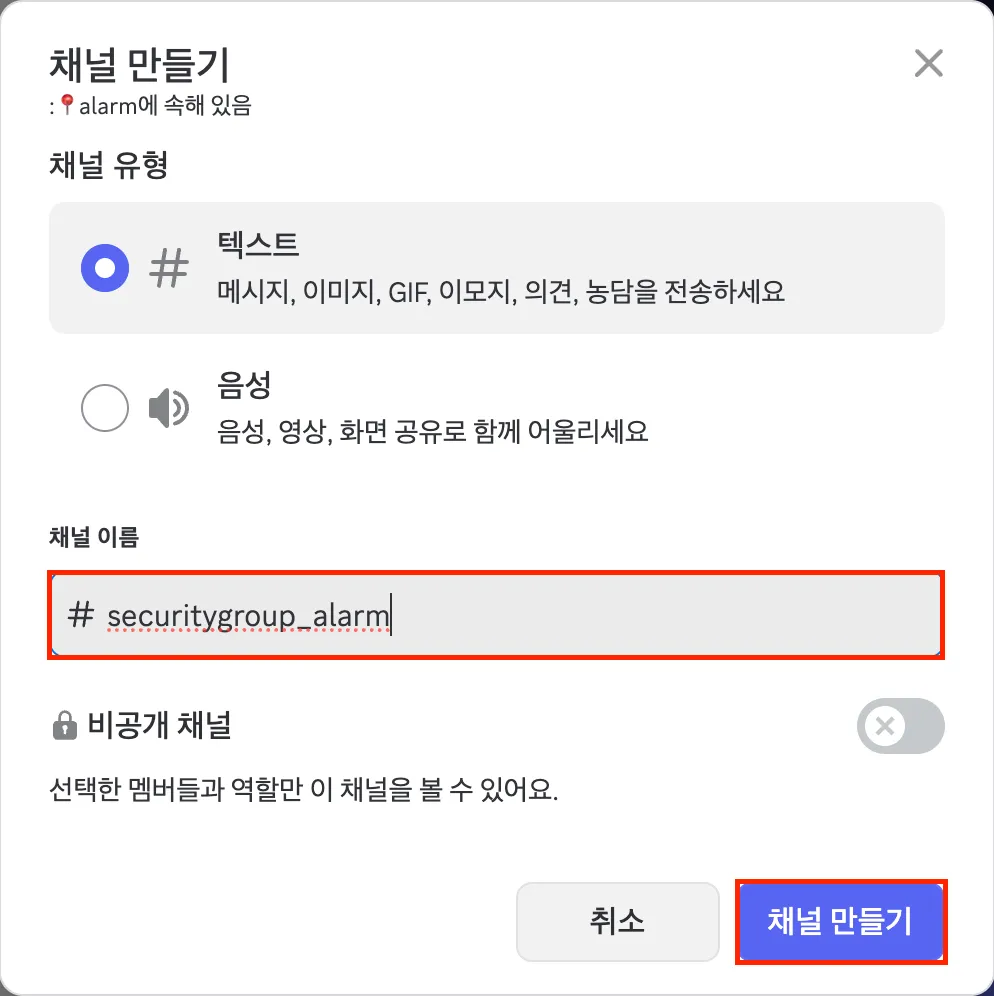 채널 만들기
:📍alarm에 속해 있음
채널 유형
텍스트
메시지, 이미지, GIF, 이모지, 의견, 농담을 전송하세요
음성
음성, 영상, 화면 공유로 함께 어울리세요
채널 이름
# securitygroup_alarm
비공개 채널
선택한 멤버들과 역할만 이 채널을 볼 수 있어요.
취소
채널 만들기